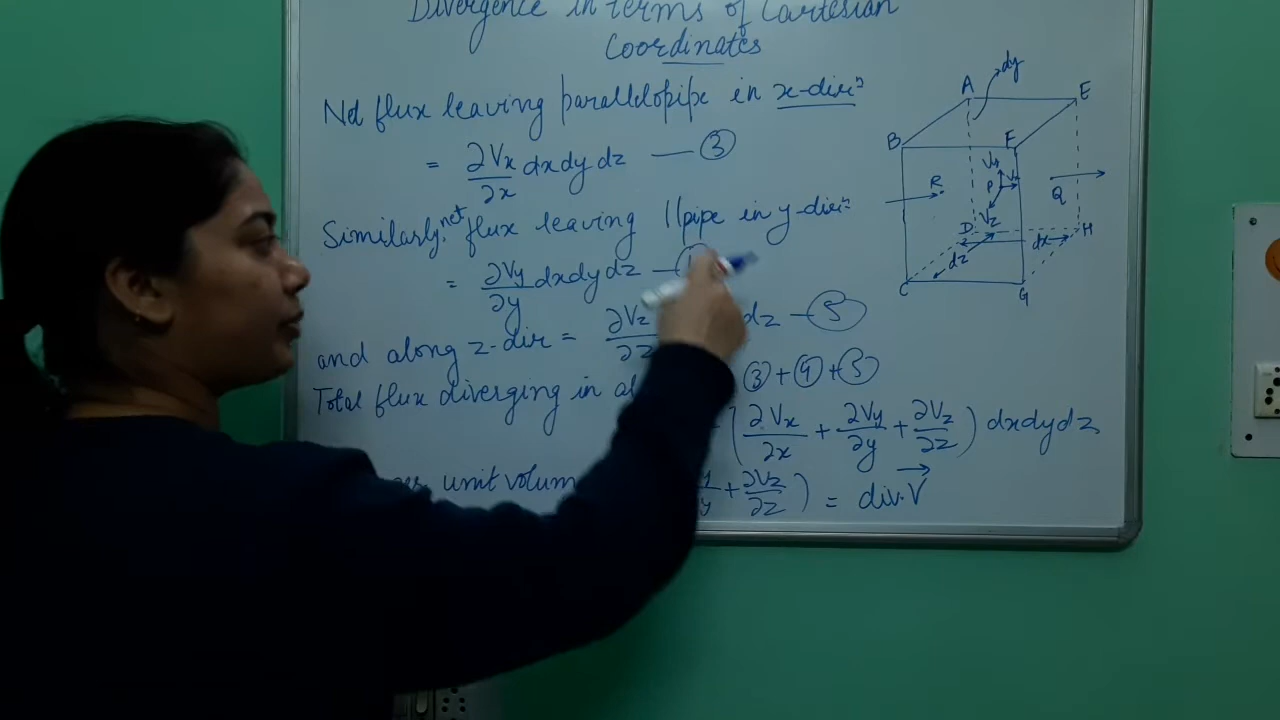 Divergence in terms of Cartesian
Coordinates
Net flux leaving parallelopipe in x-dirⁿ
= ∂Vx/∂x dxdydz — ③
Similarly, net flux leaving ||pipe in y-dirⁿ
= ∂Vy/∂y dxdydz —
and along z-dir = ∂Vz/∂z dz — ⑤
Total flux diverging in ③ + ④ + ⑤
(∂Vx/∂x + ∂Vy/∂y + ∂Vz/∂z) dxdydz
unit volum + ∂Vz/∂z) = div. V⃗
dy
A
E
B
F
Vy
R
P
V
Q
Vz
D
H
dx
dz
C
G